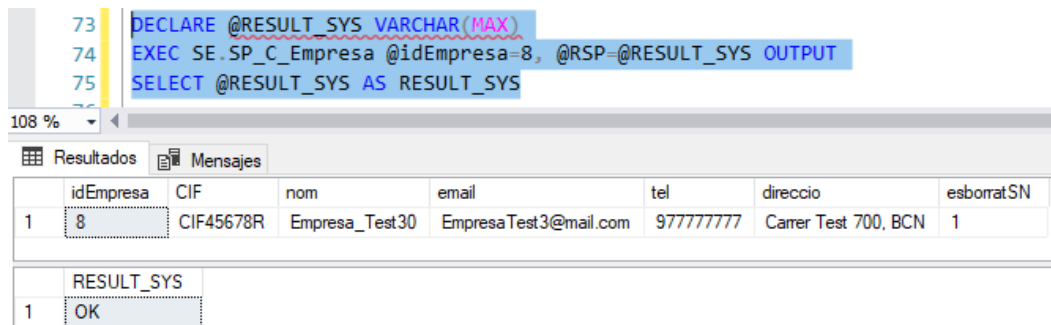 73 DECLARE @RESULT_SYS VARCHAR(MAX)
74 EXEC SE.SP_C_Empresa @idEmpresa=8, @RSP=@RESULT_SYS OUTPUT
75 SELECT @RESULT_SYS AS RESULT_SYS
108 %
Resultados Mensajes
idEmpresa CIF nom email tel direccio esborratSN
1 8 CIF45678R Empresa_Test30 EmpresaTest3@mail.com 977777777 Carrer Test 700, BCN 1
RESULT_SYS
1 OK